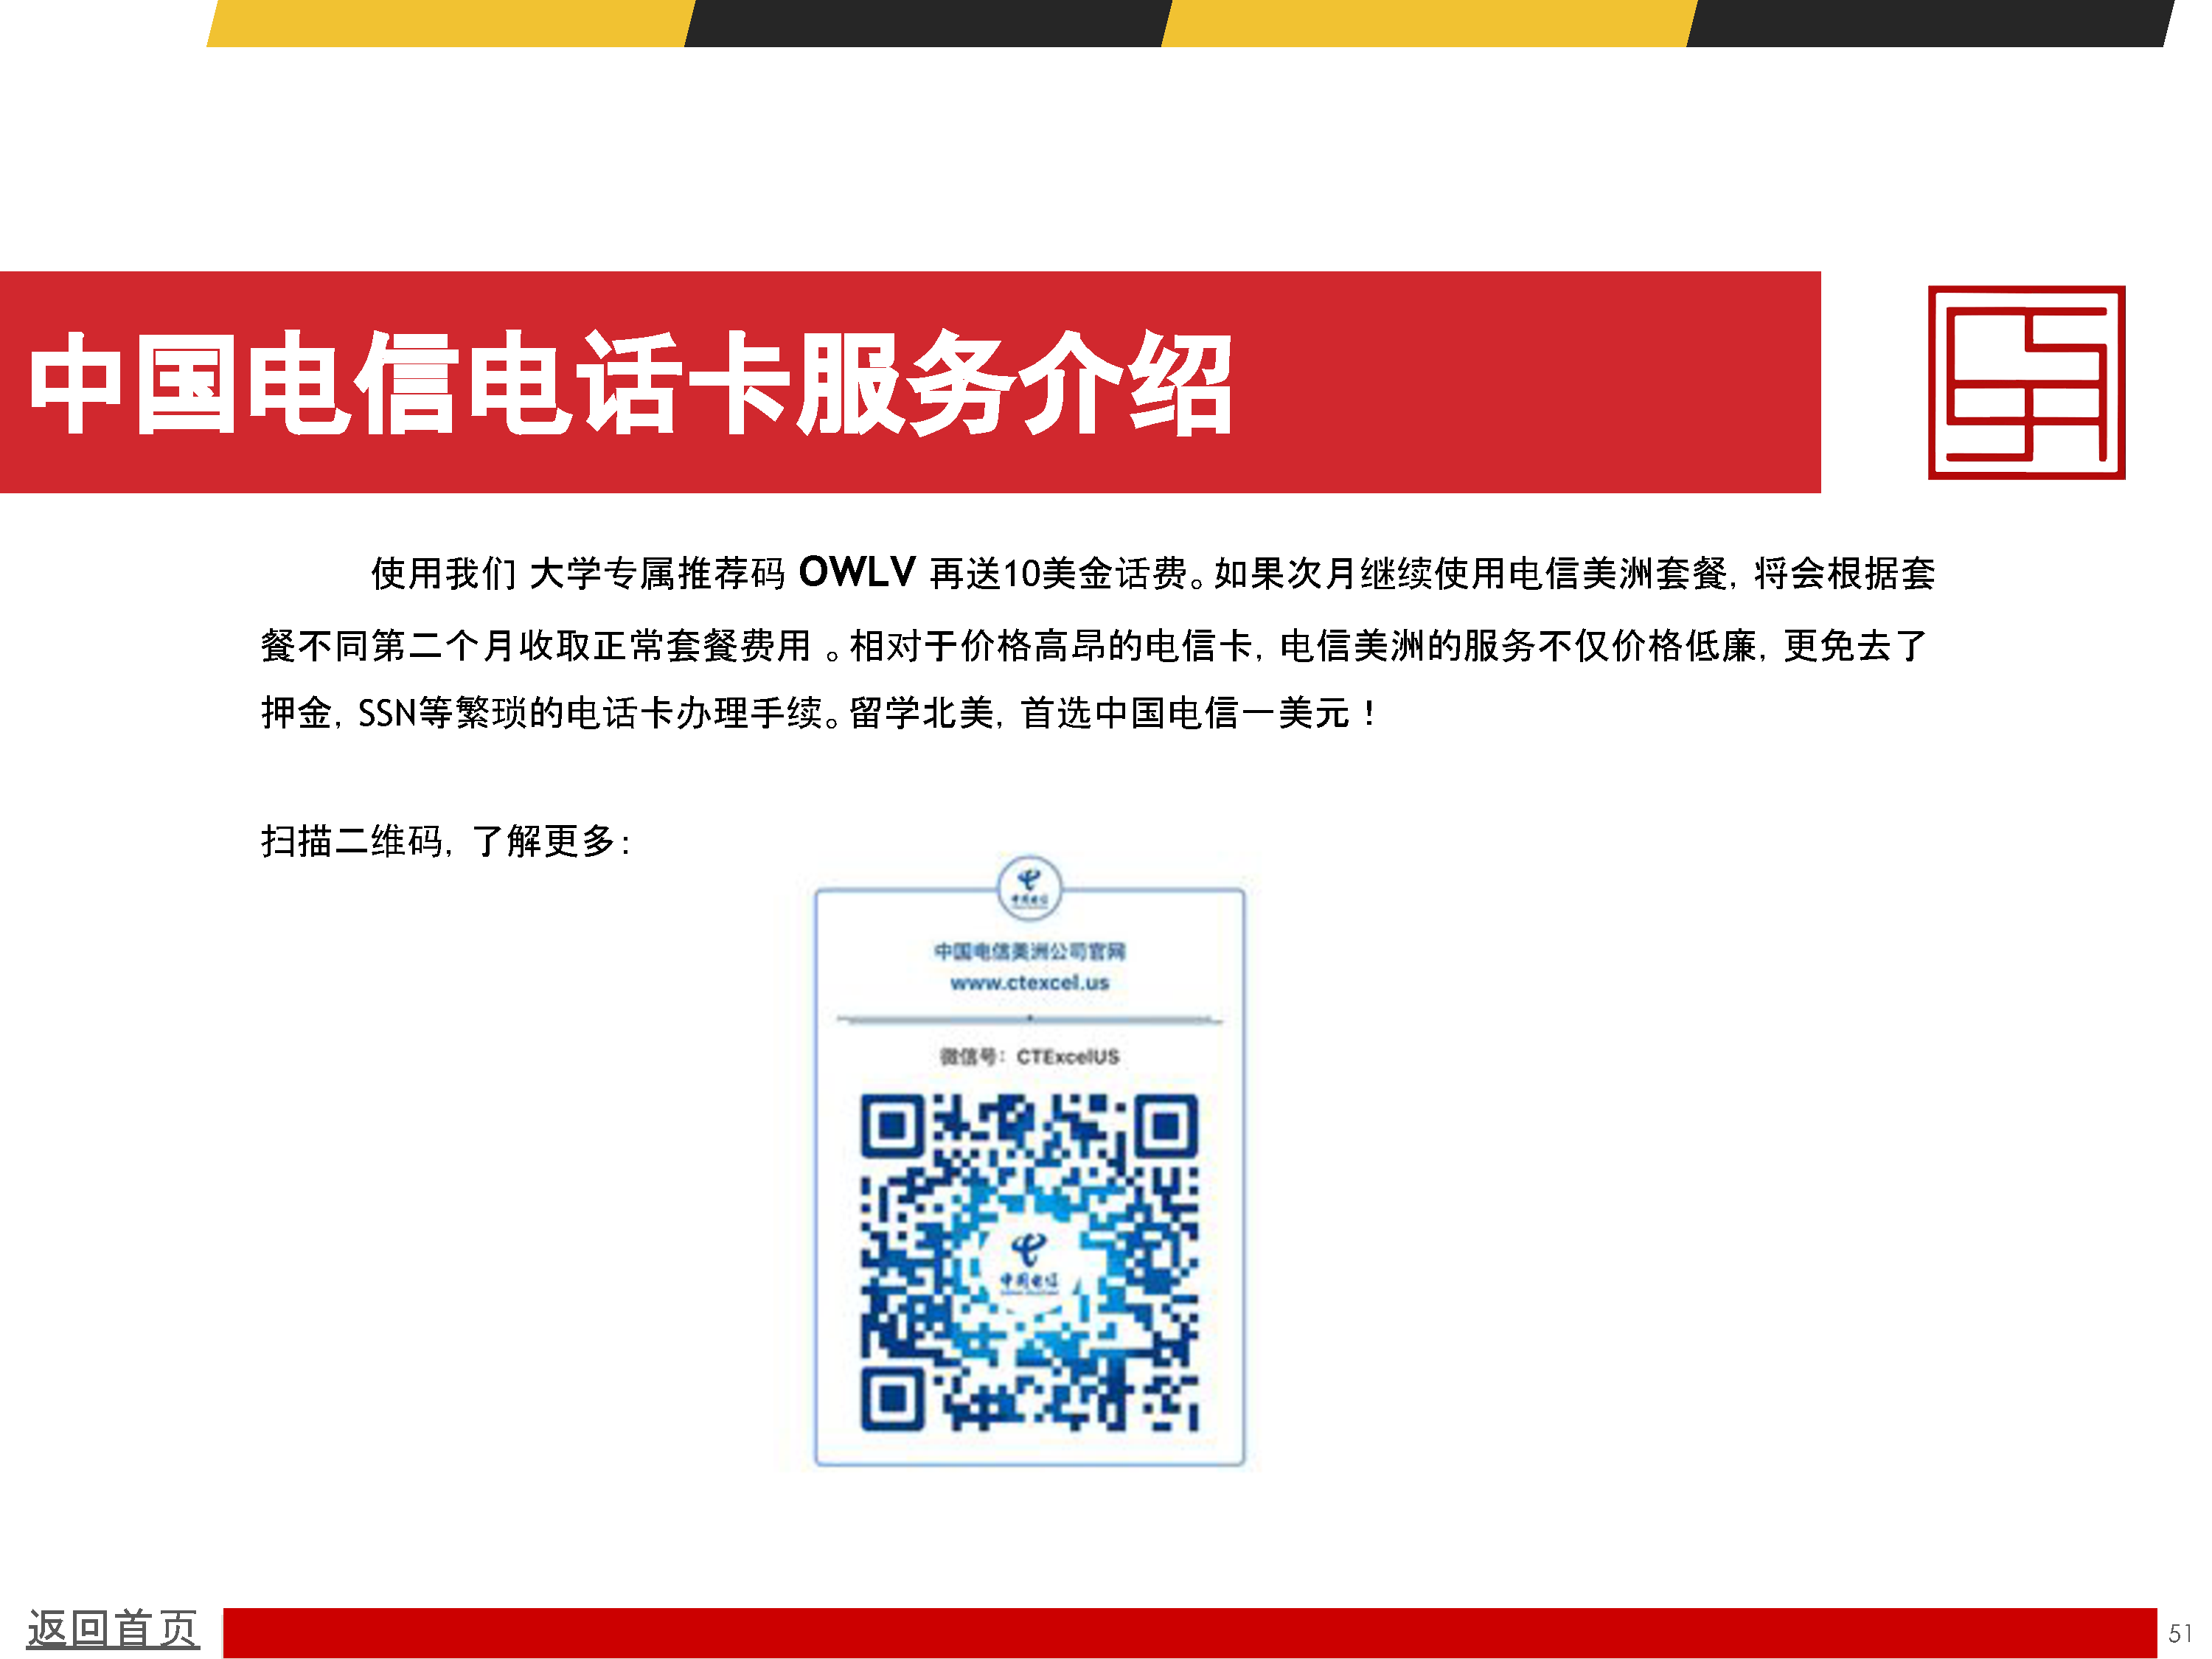 中国电信电话卡服务介绍
使用我们 大学专属推荐码 OWLV 再送10美金话费。如果次月继续使用电信美洲套餐, 将会根据套
餐不同第二个月收取正常套餐费用 。相对于价格高昂的电信卡, 电信美洲的服务不仅价格低廉, 更免去了
押金, SSN等繁琐的电话卡办理手续。留学北美, 首选中国电信一美元 !
扫描二维码, 了解更多:
中国电信
中国电信美洲公司官网
www.ctexcel.us
微信号: CTExcelUS
中国电信
返回首页
51